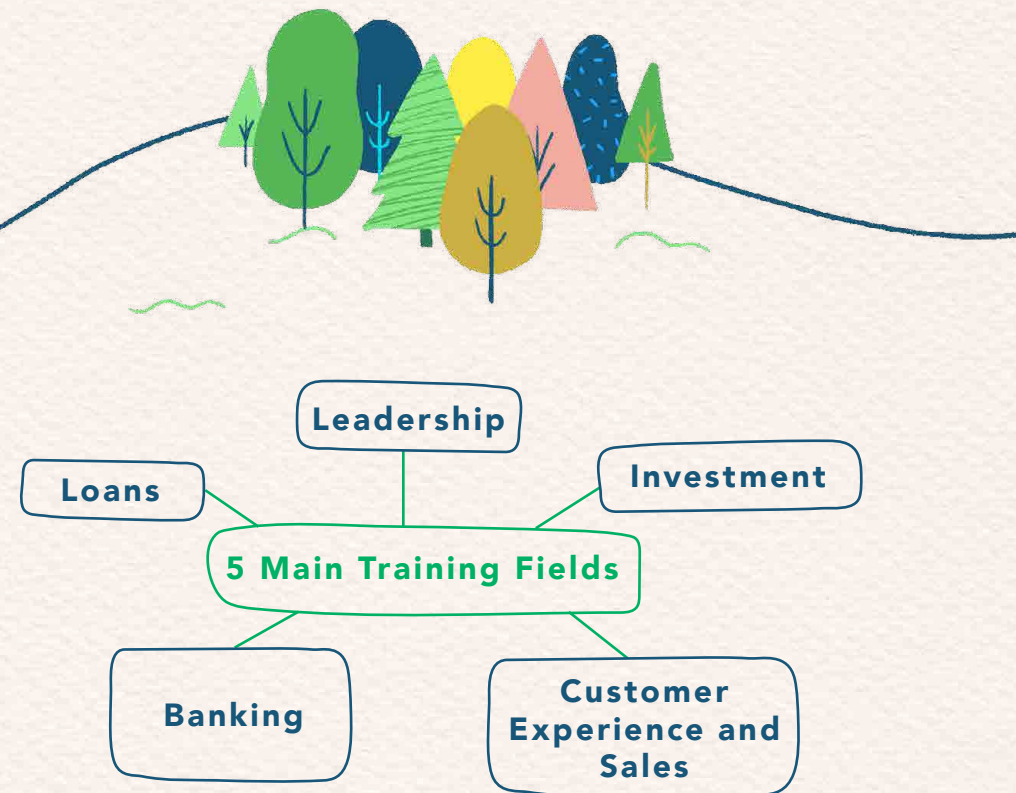 Leadership
Loans
Investment
5 Main Training Fields
Banking
Customer
Experience and
Sales